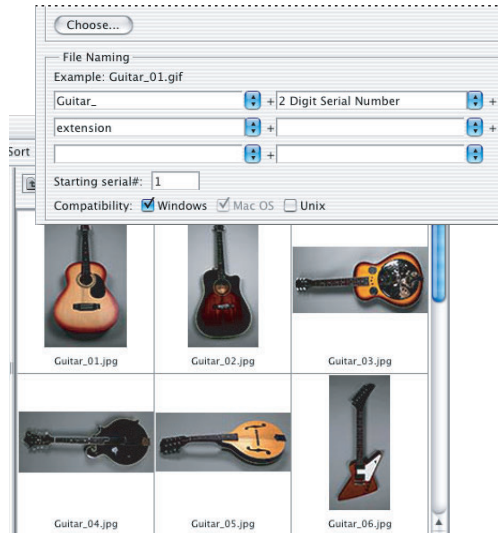 Choose...
File Naming
Example: Guitar_01.gif
Guitar_ + 2 Digit Serial Number +
extension + +
+
Sort
Starting serial#: 1
Compatibility: Windows Mac OS Unix
Guitar_01.jpg Guitar_02.jpg Guitar_03.jpg
Guitar_04.jpg Guitar_05.jpg Guitar_06.jpg